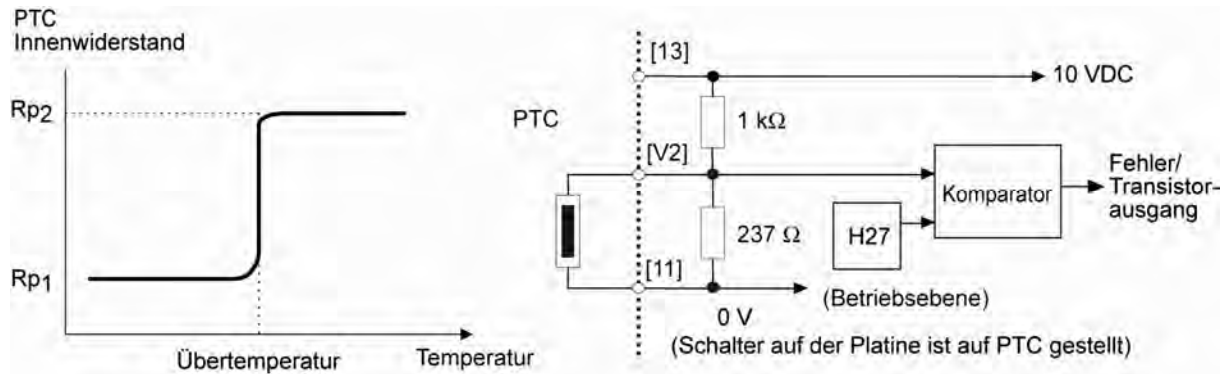 PTC
Innenwiderstand
Rp2
Rp1
Übertemperatur
Temperatur
PTC
[13]
10 VDC
1 kΩ
[V2]
237 Ω
[11]
0 V
H27
(Betriebsebene)
Komparator
Fehler/
Transistor-
ausgang
(Schalter auf der Platine ist auf PTC gestellt)